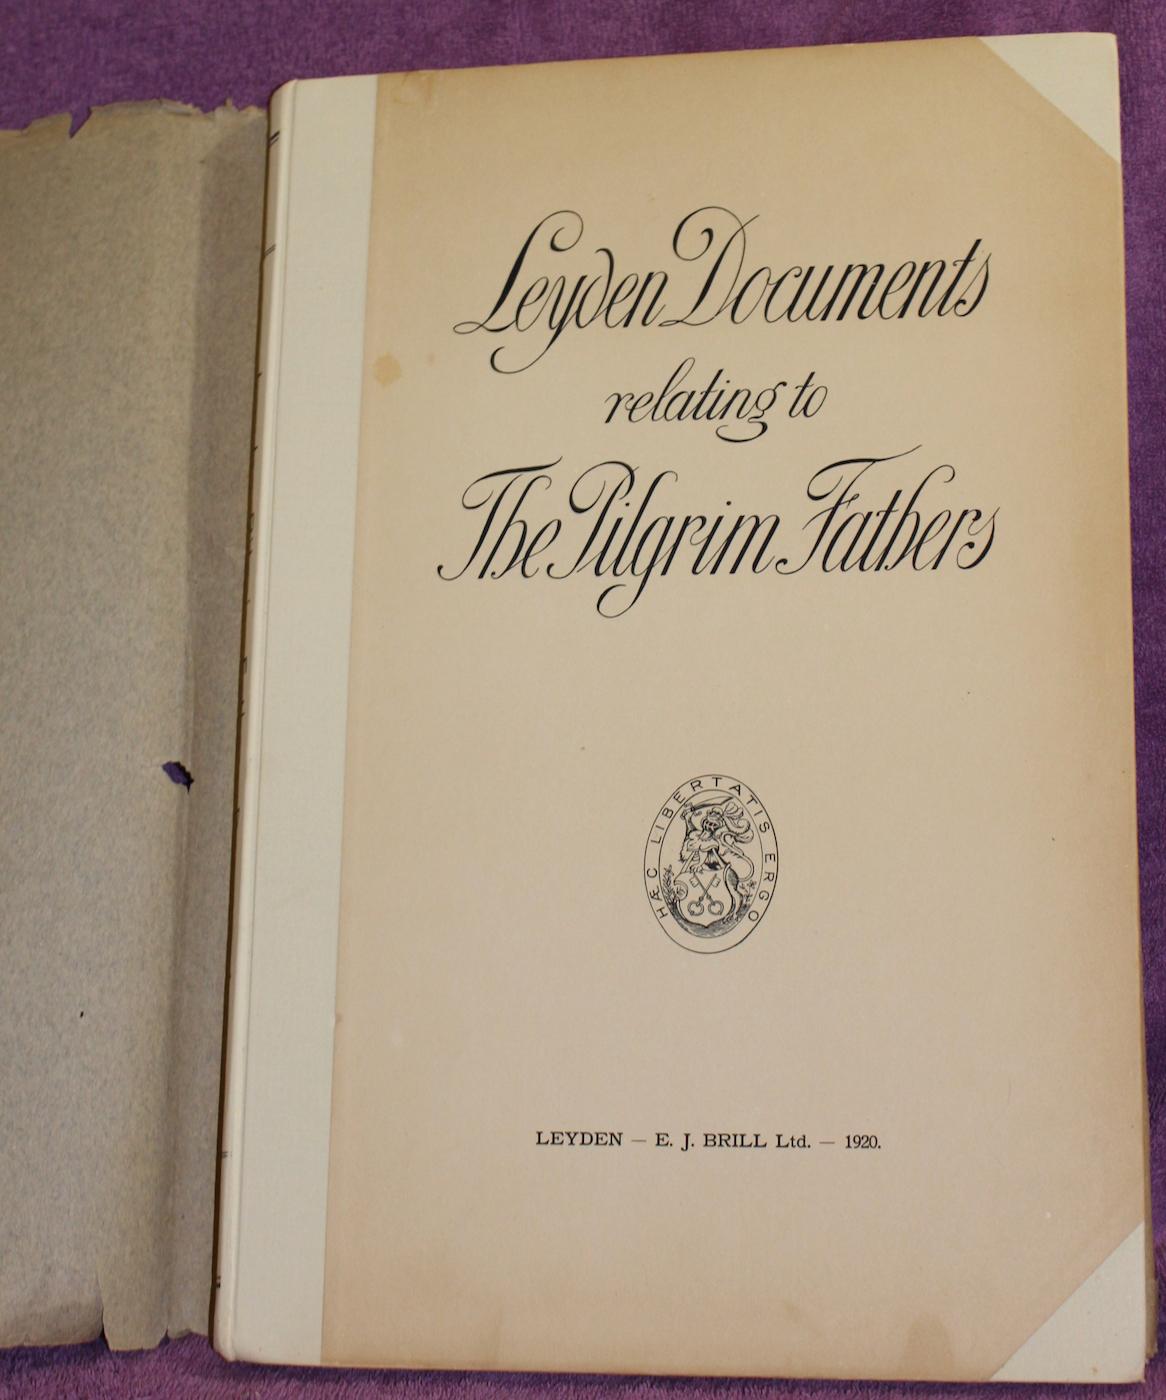 Leyden Documents
relating to
The Pilgrim Fathers
HÆC LIBERTATIS ERGO
LEYDEN — E. J. BRILL Ltd. — 1920.